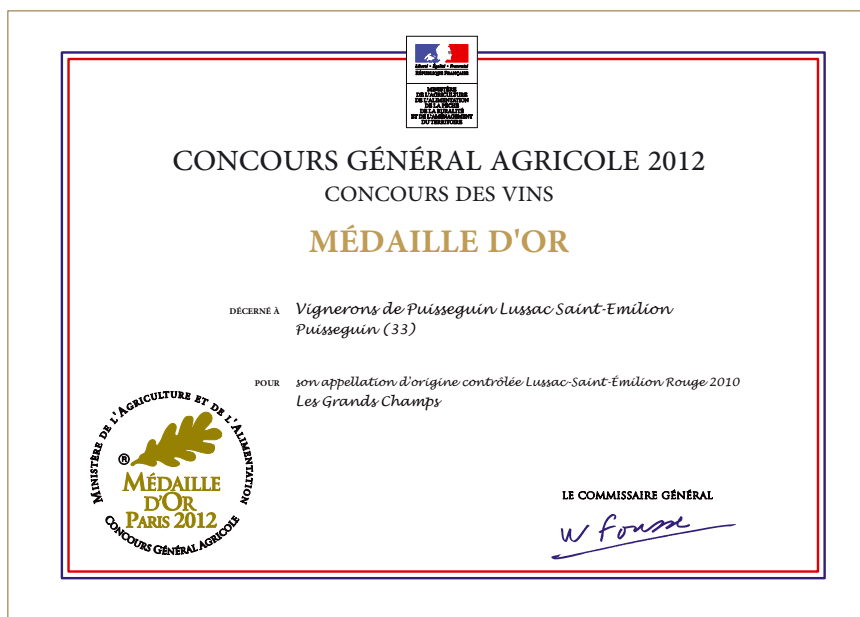 Liberté • Égalité • Fraternité
RÉPUBLIQUE FRANÇAISE
MINISTÈRE
DE L'AGRICULTURE
DE L'ALIMENTATION
DE LA PÊCHE
DE LA RURALITÉ
ET DE L'AMÉNAGEMENT
DU TERRITOIRE
CONCOURS GÉNÉRAL AGRICOLE 2012
CONCOURS DES VINS
MÉDAILLE D'OR
DÉCERNÉ À Vignerons de Puisseguin Lussac Saint-Emilion
Puisseguin (33)
POUR son appellation d'origine contrôlée Lussac-Saint-Émilion Rouge 2010
Les Grands Champs
MINISTÈRE DE L'AGRICULTURE ET DE L'ALIMENTATION
®
MÉDAILLE
D'OR
PARIS 2012
CONCOURS GÉNÉRAL AGRICOLE
LE COMMISSAIRE GÉNÉRAL